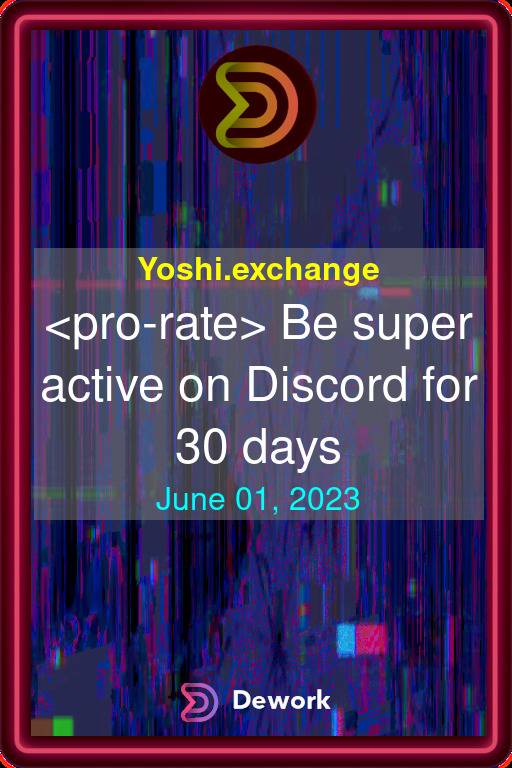 Yoshi.exchange
<pro-rate> Be super
active on Discord for
30 days
June 01, 2023
Dework